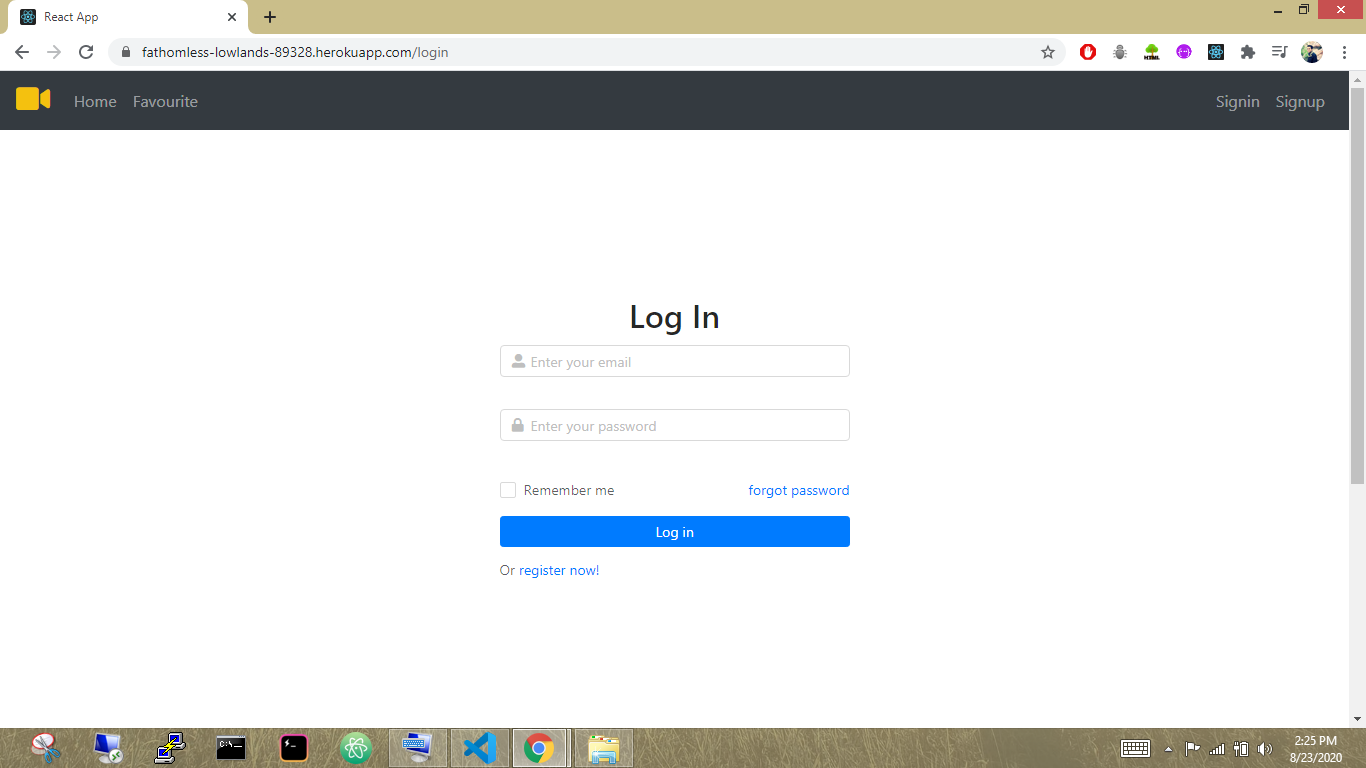 React App
fathomless-lowlands-89328.herokuapp.com/login
HTML
Home Favourite Signin Signup
Log In
Enter your email
Enter your password
Remember me forgot password
Log in
Or register now!
C:\._
2:25 PM
8/23/2020